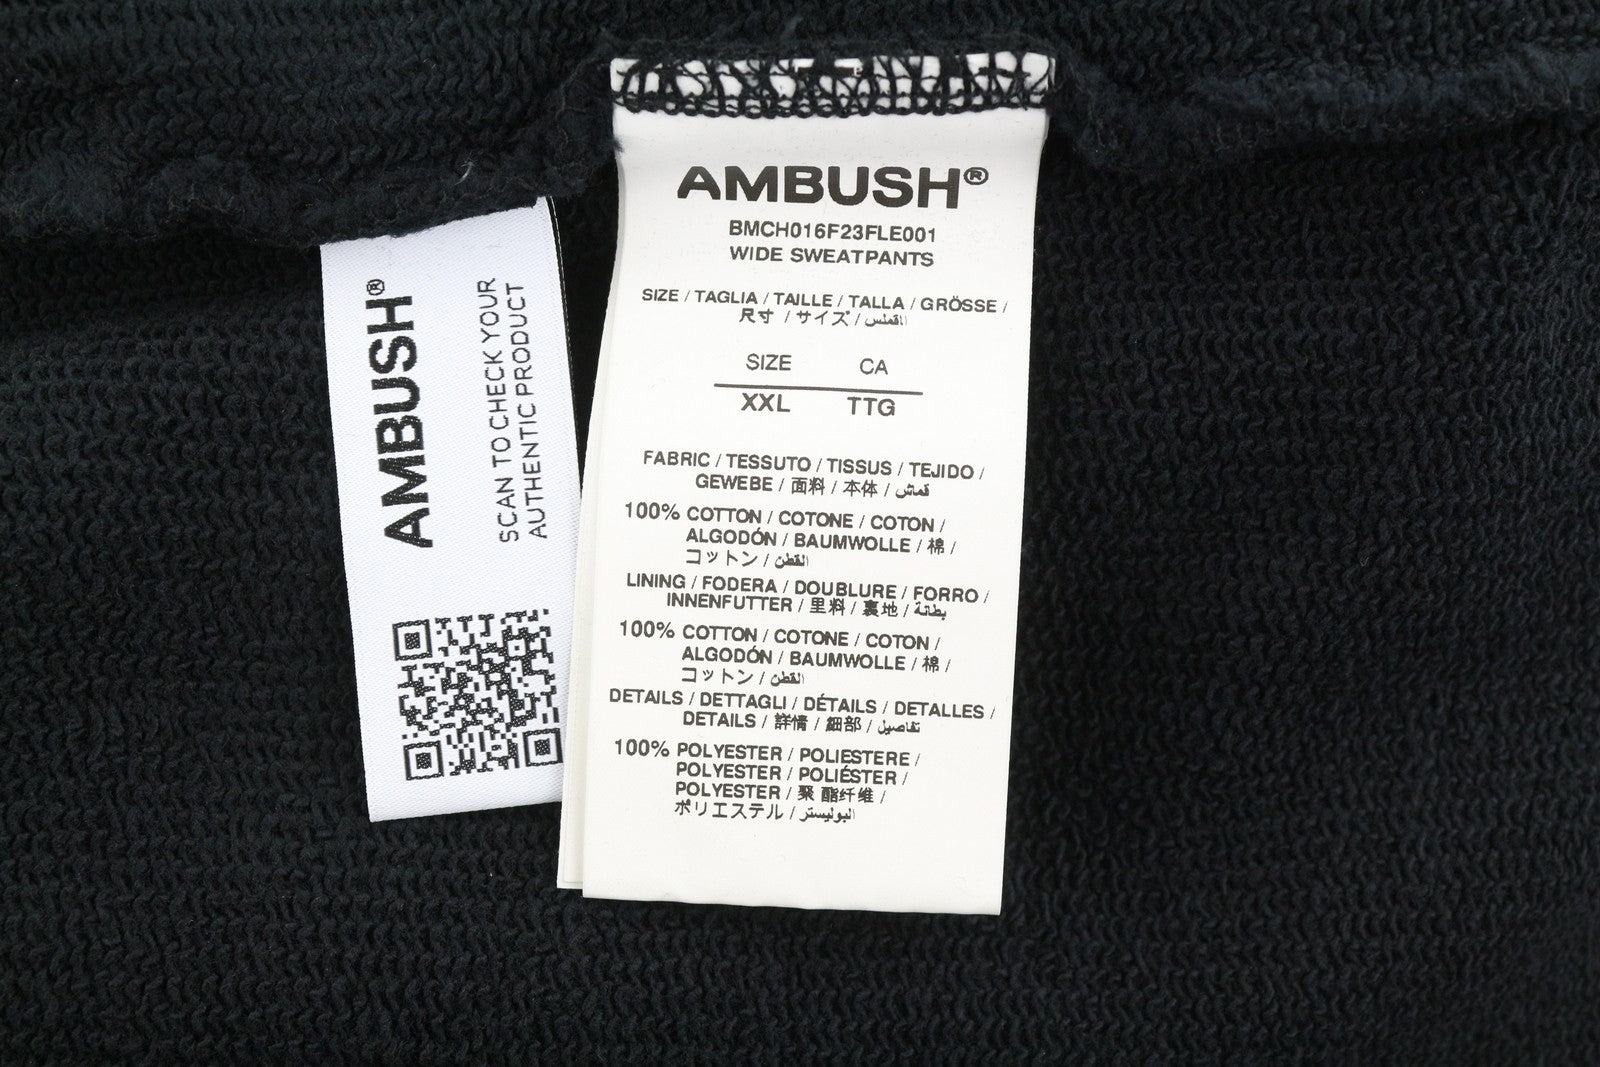 AMBUSH®
SCAN TO CHECK YOUR
AUTHENTIC PRODUCT
AMBUSH®
BMCH016F23FLE001
WIDE SWEATPANTS
SIZE / TAGLIA / TAILLE / TALLA / GRÖSSE /
尺寸 / サイズ /
SIZE CA
XXL TTG
FABRIC / TESSUTO / TISSUS / TEJIDO /
GEWEBE / 面料 / 本体 / قماش
100% COTTON / COTONE / COTON /
ALGODÓN / BAUMWOLLE / 棉 /
コットン / القطن
LINING / FODERA / DOUBLURE / FORRO /
INNENFUTTER / 里料 / 裏地 / بطانة
100% COTTON / COTONE / COTON /
ALGODÓN / BAUMWOLLE / 棉 /
コットン / القطن
DETAILS / DETTAGLI / DÉTAILS / DETALLES /
DETAILS / 詳情 / 細部 / تفاصيل
100% POLYESTER / POLIESTERE /
POLYESTER / POLIÉSTER /
POLYESTER / 聚 酯纤维 /
ポリエステル / البوليستر